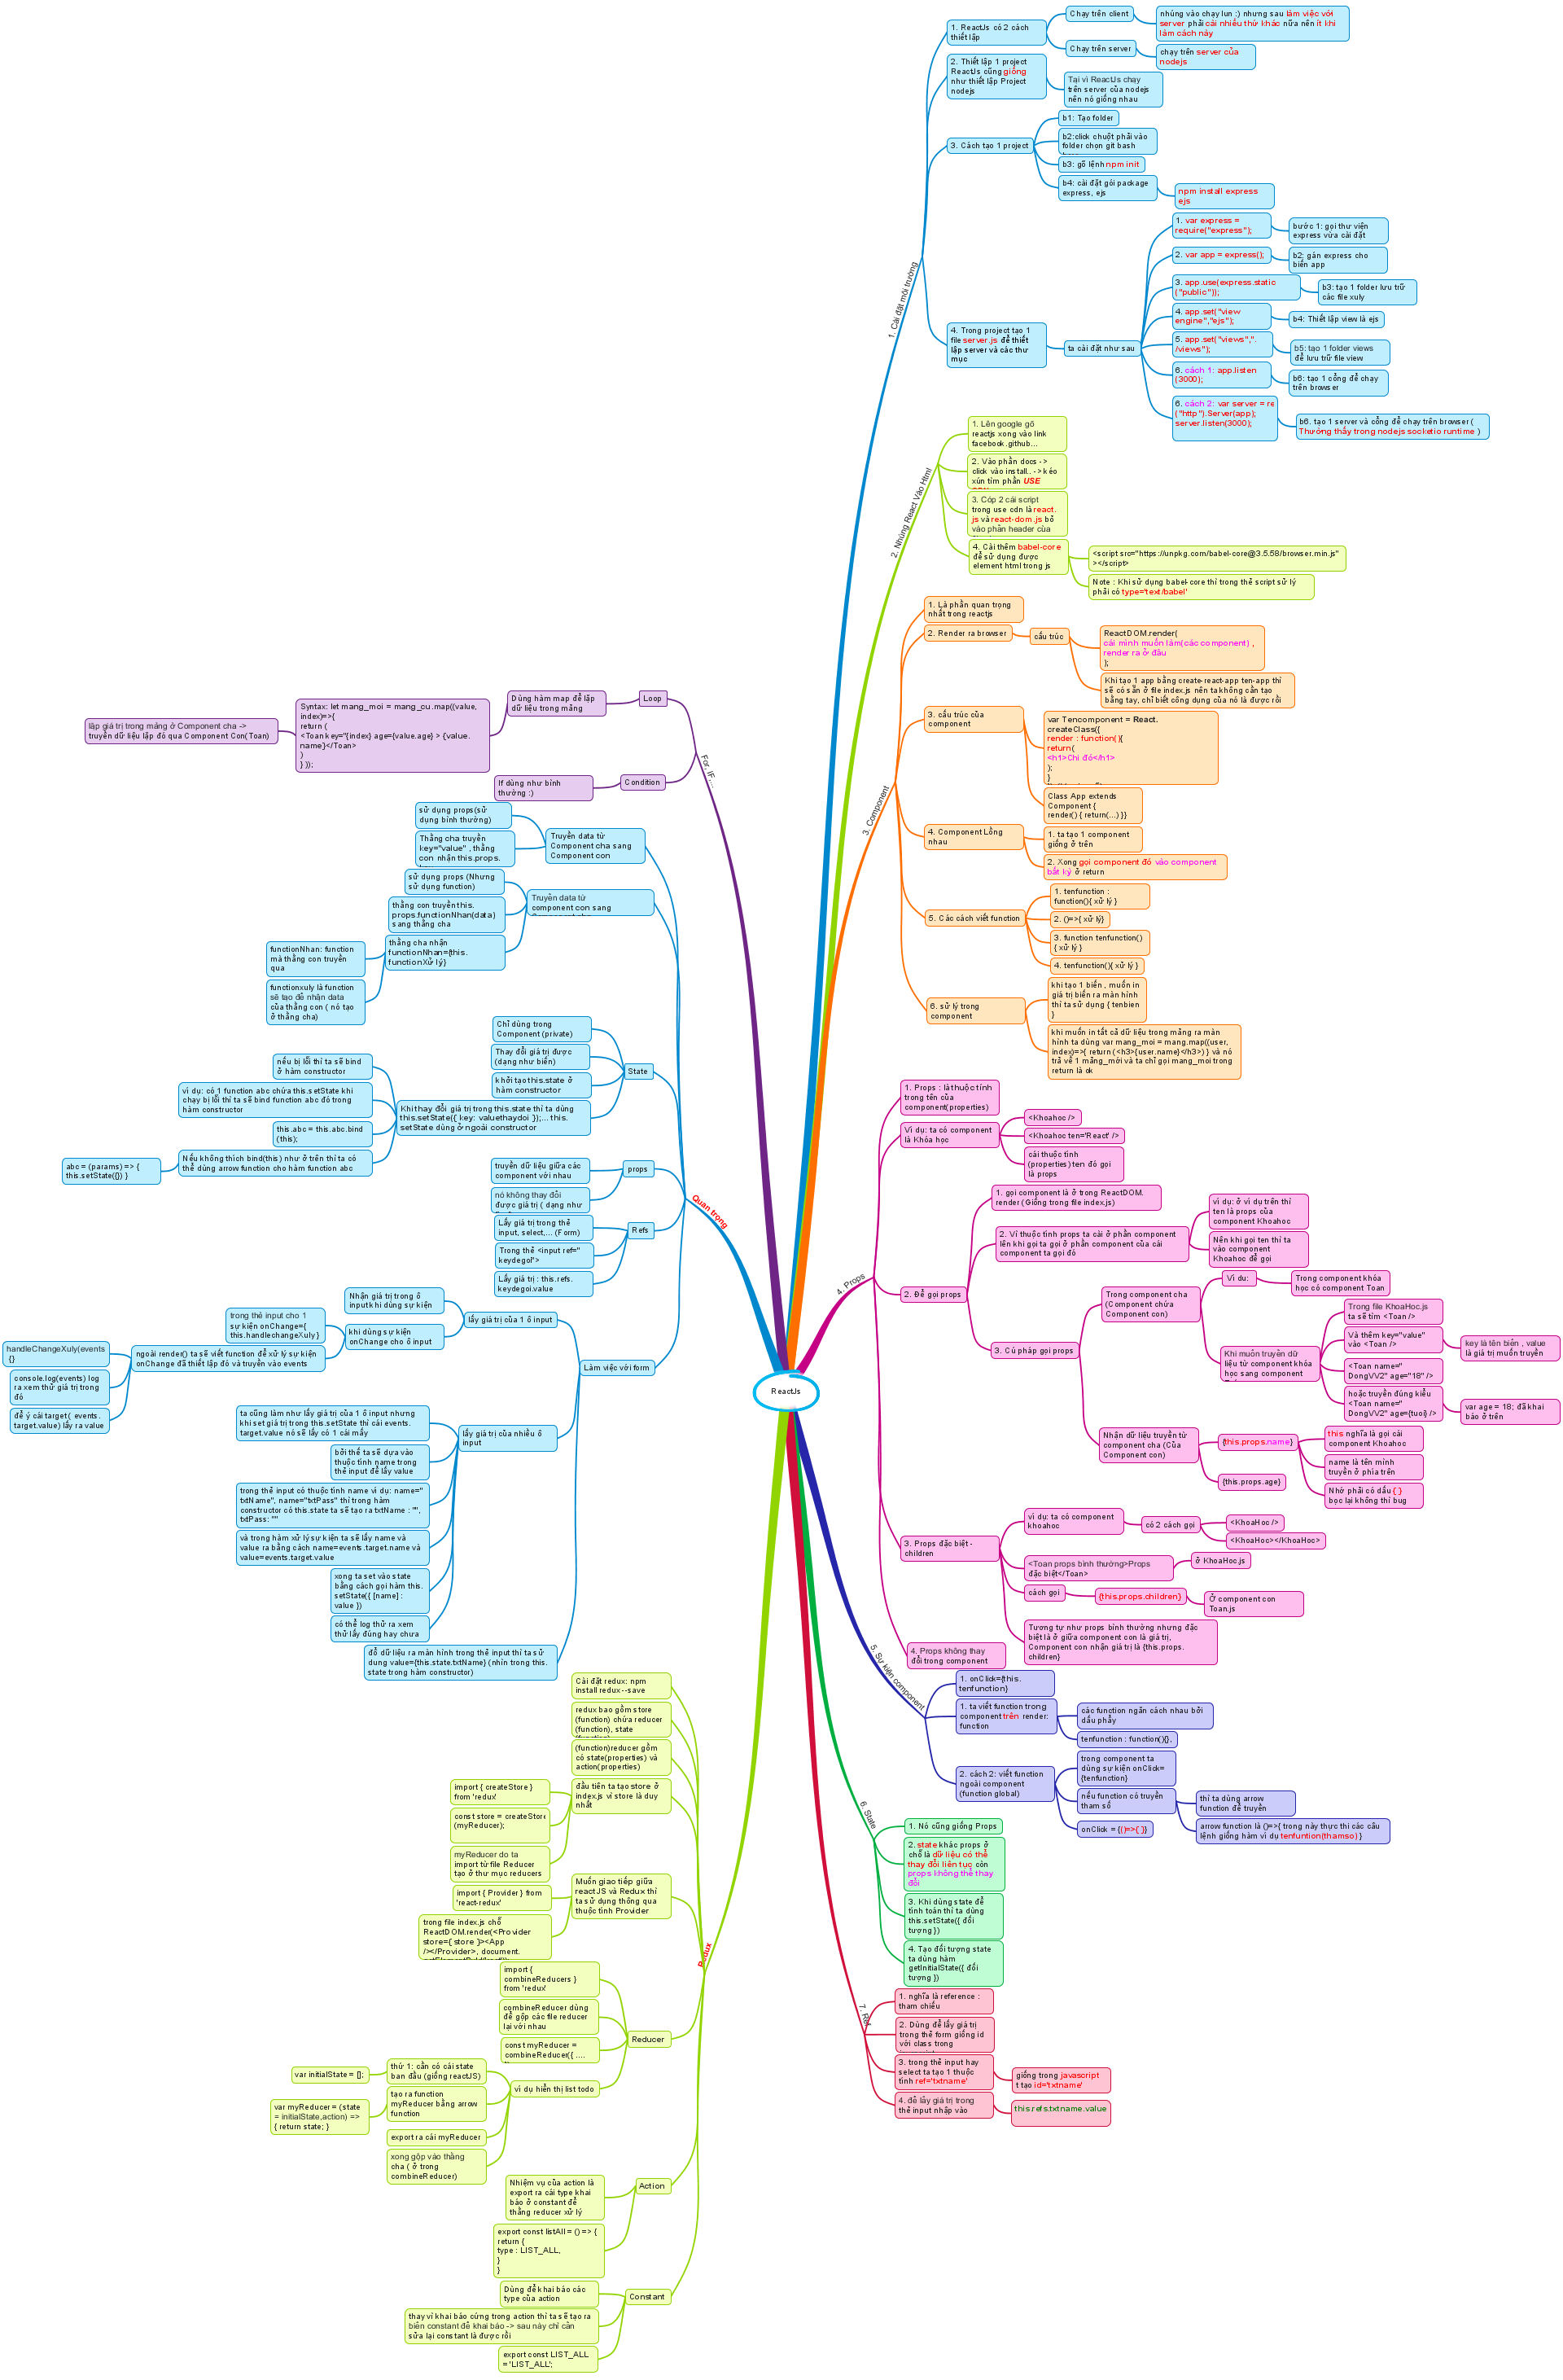 ReactJs
1. Cài đặt môi trường
1. ReactJs có 2 cách
thiết lập
Chạy trên client
nhúng vào chạy lun :) nhưng sau làm việc với
server phải cài nhiều thứ khác nữa nên ít khi
làm cách này
Chạy trên server
chạy trên server của
nodejs
2. Thiết lập 1 project
ReactJs cũng giống
như thiết lập Project
nodejs
Tại vì ReactJs chạy
trên server của nodejs
nên nó giống nhau
3. Cách tạo 1 project
b1: Tạo folder
b2:click chuột phải vào
folder chọn git bash
b3: gõ lệnh npm init
b4: cài đặt gói package
express, ejs
npm install express
ejs
4. Trong project tạo 1
file server.js để thiết
lập server và các thư
mục
ta cài đặt như sau
1. var express =
require("express");
bước 1: gọi thư viện
express vừa cài đặt
2. var app = express();
b2: gán express cho
biến app
3. app.use(express.static
("public"));
b3: tạo 1 folder lưu trữ
các file xuly
4. app.set("view
engine","ejs");
b4: Thiết lập view là ejs
5. app.set("views",".
/views");
b5: tạo 1 folder views
để lưu trữ file view
6. cách 1: app.listen
(3000);
b6: tạo 1 cổng để chạy
trên browser
6. cách 2: var server = re
("http").Server(app);
server.listen(3000);
b6. tạo 1 server và cổng để chạy trên browser (
Thường thấy trong nodejs socketio runtime )
2. Nhúng React Vào Html
1. Lên google gõ
reactjs xong vào link
facebook.github...
2. Vào phần docs ->
click vào install.. -> kéo
xún tìm phần USE
3. Cóp 2 cái script
trong use cdn là react.
js và react-dom.js bỏ
vào phần header của
4. Cài thêm babel-core
để sử dụng được
element html trong js
<script src="https://unpkg.com/babel-core@3.5.58/browser.min.js"
></script>
Note : Khi sử dụng babel-core thì trong thẻ script sử lý
phải có type='text/babel'
3. Component
1. Là phần quan trọng
nhất trong reactjs
2. Render ra browser
cấu trúc
ReactDOM.render(
cái mình muốn làm(các component) ,
render ra ở đâu
);
Khi tạo 1 app bằng create-react-app ten-app thì
sẽ có sẵn ở file index.js nên ta không cần tạo
bằng tay, chỉ biết công dụng của nó là được rồi
3. cấu trúc của
component
var Tencomponent = React.
createClass({
render : function(){
return(
<h1>Chị đó</h1>
);
}
Class App extends
Component {
render() { return(...) }}
4. Component Lồng
nhau
1. ta tạo 1 component
giống ở trên
2. Xong gọi component đó vào component
bất kỳ ở return
5. Các cách viết function
1. tenfunction :
function(){ xử lý }
2. ()=>{ xử lý}
3. function tenfunction()
{ xử lý }
4. tenfunction(){ xử lý }
6. sử lý trong
component
khi tạo 1 biến , muốn in
giá trị biến ra màn hình
thì ta sử dụng { tenbien
}
khi muốn in tất cả dữ liệu trong mảng ra màn
hình ta dùng var mang_moi = mang.map((user,
index)=>{ return (<h3>{user.name}</h3>) } và nó
trả về 1 mảng_mới và ta chỉ gọi mang_moi trong
return là ok
4. Props
1. Props : là thuộc tính
trong tên của
component(properties)
Ví dụ: ta có component
là Khóa học
<Khoahoc />
<Khoahoc ten='React' />
cái thuộc tính
(properties) ten đó gọi
là props
2. Để gọi props
1. gọi component là ở trong ReactDOM.
render (Giống trong file index.js)
2. Vì thuộc tính props ta cài ở phần component
lên khi gọi ta gọi ở phần component của cái
component ta gọi đó
ví dụ: ở ví dụ trên thì
ten là props của
component Khoahoc
Nên khi gọi ten thì ta
vào component
Khoahoc để gọi
3. Cú pháp gọi props
Trong component cha
(Component chứa
Component con)
Ví du:
Trong component khóa
học có component Toan
Khi muốn truyền dữ
liệu từ component khóa
học sang component
Trong file KhoaHoc.js
ta sẽ tìm <Toan />
Và thêm key="value"
vào <Toan />
key là tên biến , value
là giá trị muốn truyền
<Toan name="
DongVV2" age="18" />
hoặc truyền đúng kiểu
<Toan name="
DongVV2" age={tuoi} />
var age = 18; đã khai
báo ở trên
Nhận dữ liệu truyền từ
component cha (Của
Component con)
{this.props.name}
this nghĩa là gọi cái
component Khoahoc
name là tên mình
truyền ở phía trên
Nhớ phải có dấu { }
bọc lại không thì bug
{this.props.age}
3. Props đặc biệt -
children
ví dụ: ta có component
khoahoc
có 2 cách gọi
<KhoaHoc />
<KhoaHoc></KhoaHoc>
<Toan props bình thường>Props
đặc biệt</Toan>
ở KhoaHoc.js
cách gọi
{this.props.children}
Ở component con
Toan.js
Tương tự như props bình thường nhưng đặc
biệt là ở giữa component con là giá trị,
Component con nhận giá trị là {this.props.
children}
4. Props không thay
đổi trong component
5. Sự kiện component
1. onClick={this.
tenfunction}
1. ta viết function trong
component trên render:
function
các function ngăn cách nhau bởi
dấu phẩy
tenfunction : function(){},
2. cách 2: viết function
ngoài component
(function global)
trong component ta
dùng sự kiện onClick=
{tenfunction}
nếu function có truyền
tham số
thì ta dùng arrow
function để truyền
arrow function là ()=>{ trong này thực thi các câu
lệnh giống hàm ví dụ tenfuntion(thamso) }
onClick = {()=>{ }}
6. State
1. Nó cũng giống Props
2. state khác props ở
chỗ là dữ liệu có thể
thay đổi liên tục còn
props không thể thay
đổi
3. Khi dùng state để
tính toán thì ta dùng
this.setState({ đối
tượng })
4. Tạo đối tượng state
ta dùng hàm
getInitialState({ đối
tượng })
7. Ref
1. nghĩa là reference :
tham chiếu
2. Dùng để lấy giá trị
trong thẻ form giống id
với class trong
3. trong thẻ input hay
select ta tạo 1 thuộc
tính ref='txtname'
giống trong javascript
t tạo id='txtname'
4. để lấy giá trị trong
thẻ input nhập vào
this.refs.txtname.value
For, IF,...
Loop
Dùng hàm map để lặp
dữ liệu trong mảng
Syntax: let mang_moi = mang_cu.map((value,
index)=>{
return (
<Toan key="{index} age={value.age} > {value.
name}</Toan>
)
} ));
lặp giá trị trong mảng ở Component cha ->
truyền dữ liệu lặp đó qua Component Con(Toan)
Condition
If dùng như bình
thường :)
Quan trọng
Truyền data từ
Component cha sang
Component con
sử dụng props(sử
dụng bình thường)
Thằng cha truyền
key="value" , thằng
con nhận this.props.
Truyền data từ
component con sang
sử dụng props (Nhưng
sử dụng function)
thằng con truyền this.
props.functionNhan(data)
sang thằng cha
thằng cha nhận
functionNhan={this.
functionXử lý}
functionNhan: function
mà thằng con truyền
qua
functionxuly là function
sẽ tạo để nhận data
của thằng con ( nó tạo
ở thằng cha)
State
Chỉ dùng trong
Component (private)
Thay đổi giá trị được
(dạng như biến)
khởi tạo this.state ở
hàm constructor
Khi thay đổi giá trị trong this.state thì ta dùng
this.setState({ key: valuethaydoi });... this.
setState dùng ở ngoài constructor
nếu bị lỗi thì ta sẽ bind
ở hàm constructor
ví dụ: có 1 function abc chứa this.setState khi
chạy bị lỗi thì ta sẽ bind function abc đó trong
hàm constructor
this.abc = this.abc.bind
(this);
Nếu không thích bind(this) như ở trên thì ta có
thể dùng arrow function cho hàm function abc
abc = (params) => {
this.setState({}) }
props
truyền dữ liệu giữa các
component với nhau
nó không thay đổi
được giá trị ( dạng như
Refs
Lấy giá trị trong thẻ
input, select,... (Form)
Trong thẻ <input ref="
keydegoi">
Lấy giá trị : this.refs.
keydegoi.value
Làm việc với form
lấy giá trị của 1 ô input
Nhận giá trị trong ô
input khi dùng sự kiện
khi dùng sự kiện
onChange cho ô input
trong thẻ input cho 1
sự kiện onChange={
this.handlechangeXuly }
ngoài render() ta sẽ viết function để xử lý sự kiện
onChange đã thiết lập đó và truyền vào events
handleChangeXuly(events
{}
console.log(events) log
ra xem thử giá trị trong
đó
để ý cái target ( events.
target.value) lấy ra value
lấy giá trị của nhiều ô
input
ta cũng làm như lấy giá trị của 1 ô input nhưng
khi set giá trị trong this.setState thì cái events.
target.value nó sẽ lấy có 1 cái mấy
bởi thế ta sẽ dựa vào
thuộc tính name trong
thẻ input để lấy value
trong thẻ input có thuộc tính name ví dụ: name="
txtName", name="txtPass" thì trong hàm
constructor có this.state ta sẽ tạo ra txtName : "",
txtPass: ""
và trong hàm xử lý sự kiện ta sẽ lấy name và
value ra bằng cách name=events.target.name và
value=events.target.value
xong ta set vào state
bằng cách gọi hàm this.
setState({ [name] :
value })
có thể log thử ra xem
thử lấy đúng hay chưa
đổ dữ liệu ra màn hình trong thẻ input thì ta sử
dụng value={this.state.txtName} (nhìn trong this.
state trong hàm constructor)
Redux
Cài đặt redux: npm
install redux --save
redux bao gồm store
(function) chứa reducer
(function), state
(function)reducer gồm
có state(properties) và
action(properties)
đầu tiên ta tạo store ở
index.js vì store là duy
nhất
import { createStore }
from 'redux'
const store = createStore
(myReducer);
myReducer do ta
import từ file Reducer
tạo ở thư mục reducers
Muốn giao tiếp giữa
reactJS và Redux thì
ta sử dụng thông qua
thuộc tính Provider
import { Provider } from
'react-redux'
trong file index.js chỗ
ReactDOM.render(<Provider
store={ store }><App
/></Provider>, document.
Reducer
import {
combineReducers }
from 'redux'
combineReducer dùng
để gộp các file reducer
lại với nhau
const myReducer =
combineReducer({ ....
ví dụ hiển thị list todo
thứ 1: cần có cái state
ban đầu (giống reactJS)
var initialState = [];
tạo ra function
myReducer bằng arrow
function
var myReducer = (state
= initialState,action) =>
{ return state; }
export ra cái myReducer
xong gộp vào thằng
cha ( ở trong
combineReducer)
Action
Nhiệm vụ của action là
export ra cái type khai
báo ở constant để
thằng reducer xử lý
export const listAll = () => {
return {
type : LIST_ALL,
}
}
Constant
Dùng để khai báo các
type của action
thay vì khai báo cứng trong action thì ta sẽ tạo ra
biến constant để khai báo -> sau này chỉ cần
sửa lại constant là được rồi
export const LIST_ALL
= 'LIST_ALL';